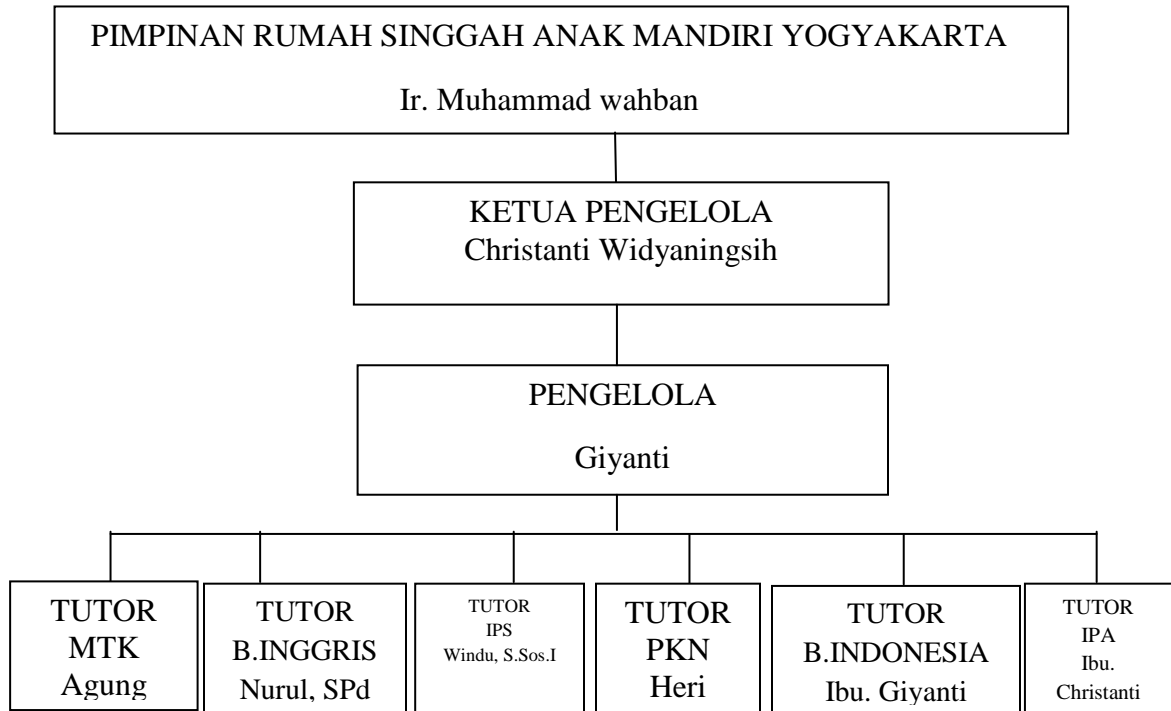 PIMPINAN RUMAH SINGGAH ANAK MANDIRI YOGYAKARTA
Ir. Muhammad wahban
KETUA PENGELOLA
Christanti Widyaningsih
PENGELOLA
Giyanti
TUTOR
MTK
Agung
TUTOR
B.INGGRIS
Nurul, SPd
TUTOR
IPS
Windu, S.Sos.I
TUTOR
PKN
Heri
TUTOR
B.INDONESIA
Ibu. Giyanti
TUTOR
IPA
Ibu.
Christanti